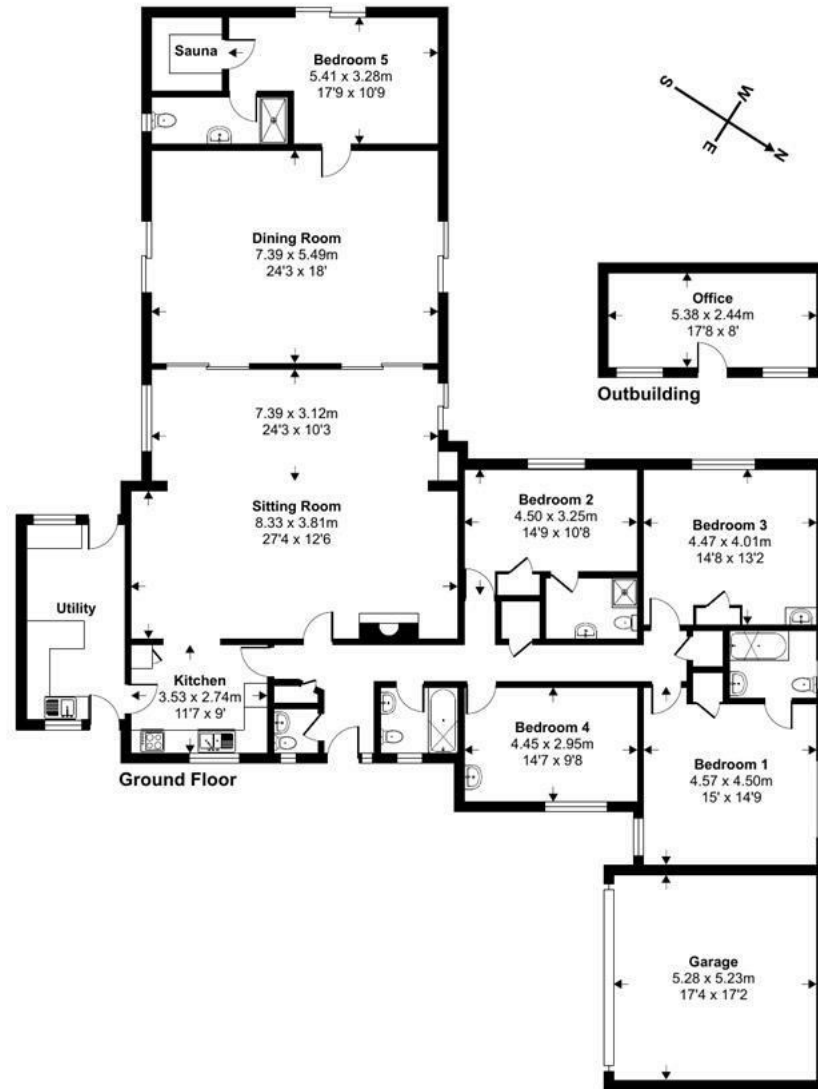 Sauna
Bedroom 5
5.41 x 3.28m
17'9 x 10'9
S
W
E
N
Dining Room
7.39 x 5.49m
24'3 x 18'
Office
5.38 x 2.44m
17'8 x 8'
Outbuilding
7.39 x 3.12m
24'3 x 10'3
Sitting Room
8.33 x 3.81m
27'4 x 12'6
Bedroom 2
4.50 x 3.25m
14'9 x 10'8
Bedroom 3
4.47 x 4.01m
14'8 x 13'2
Utility
Kitchen
3.53 x 2.74m
11'7 x 9'
Bedroom 4
4.45 x 2.95m
14'7 x 9'8
Bedroom 1
4.57 x 4.50m
15' x 14'9
Ground Floor
Garage
5.28 x 5.23m
17'4 x 17'2